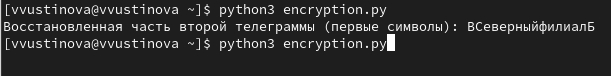 [vvustinova@vvustinova ~]$ python3 encryption.py
Восстановленная часть второй телеграммы (первые символы): ВСеверныйфилиалБ
[vvustinova@vvustinova ~]$ python3 encryption.py